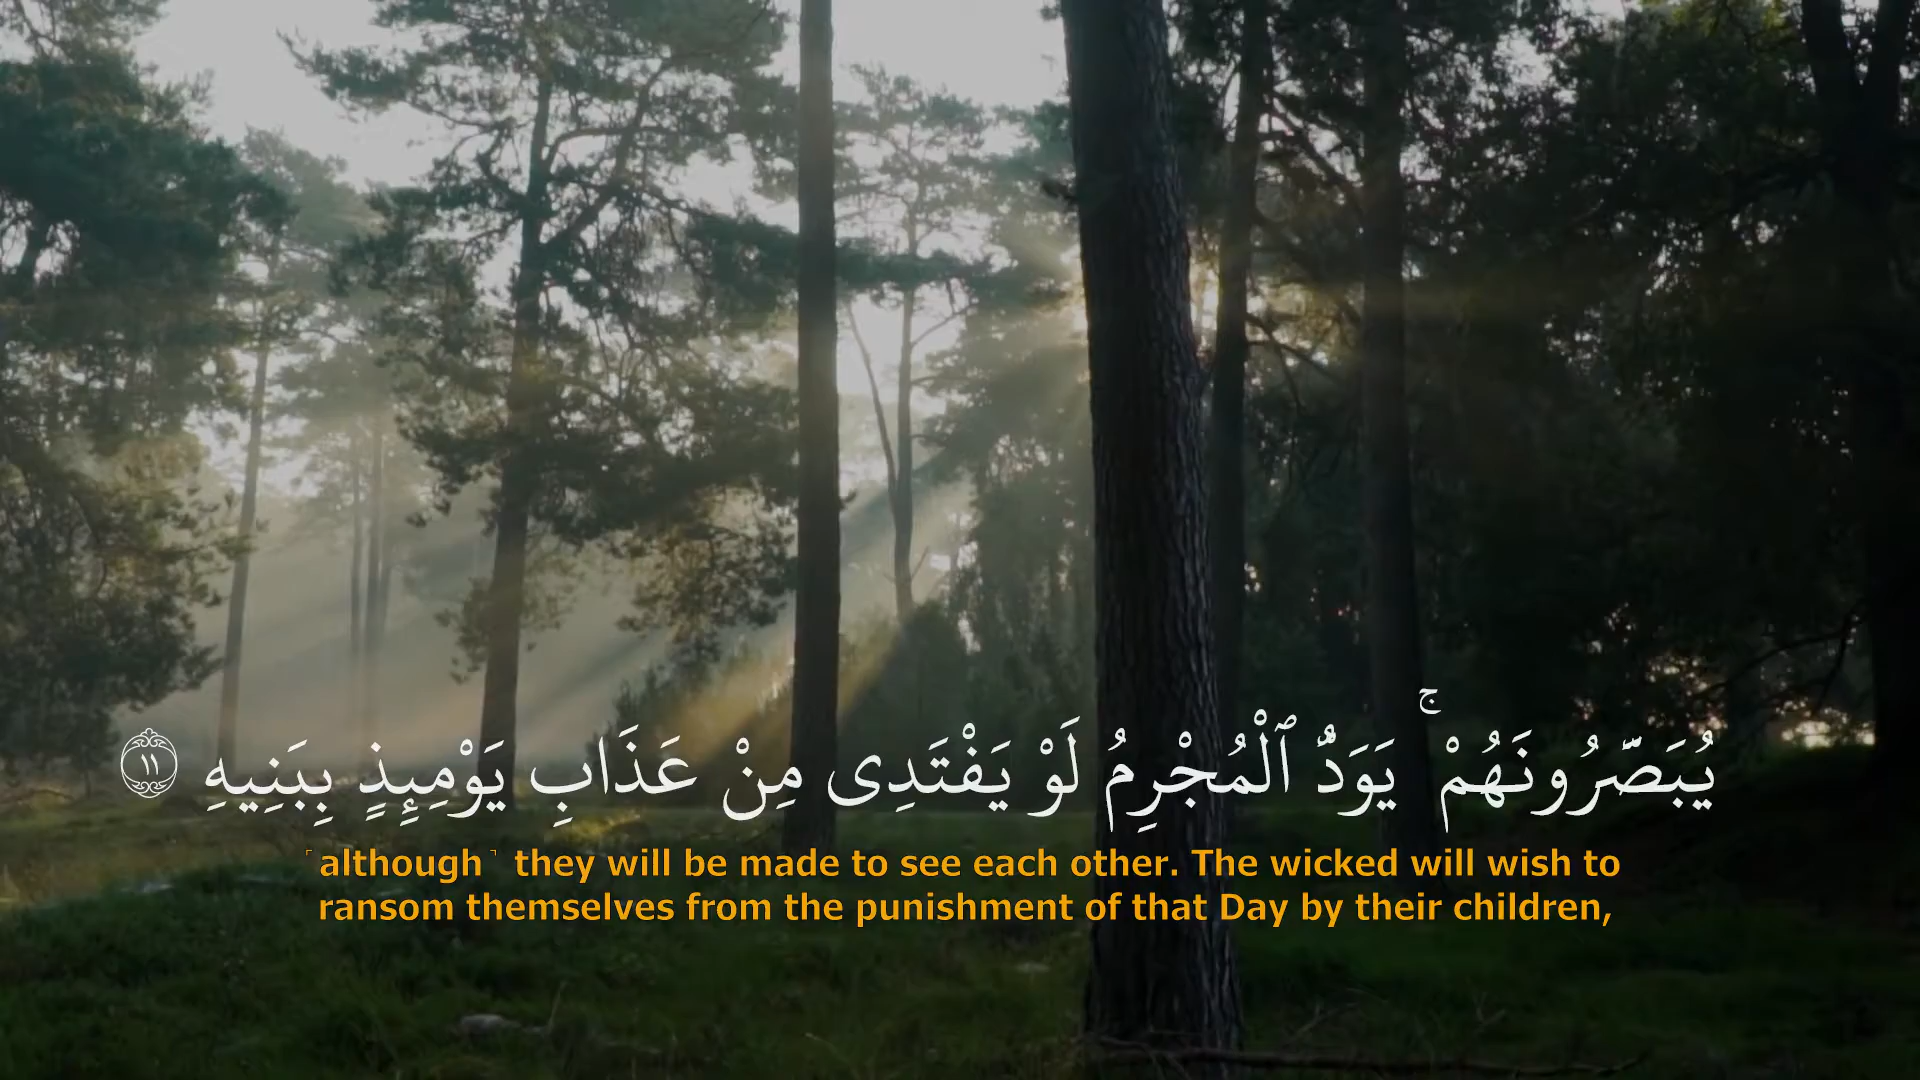 يُبَصَّرُونَهُمْ ۚ يَوَدُّ ٱلْمُجْرِمُ لَوْ يَفْتَدِى مِنْ عَذَابِ يَوْمِئِذٍۭ بِبَنِيهِ ١١
⸢although⸣ they will be made to see each other. The wicked will wish to
ransom themselves from the punishment of that Day by their children,